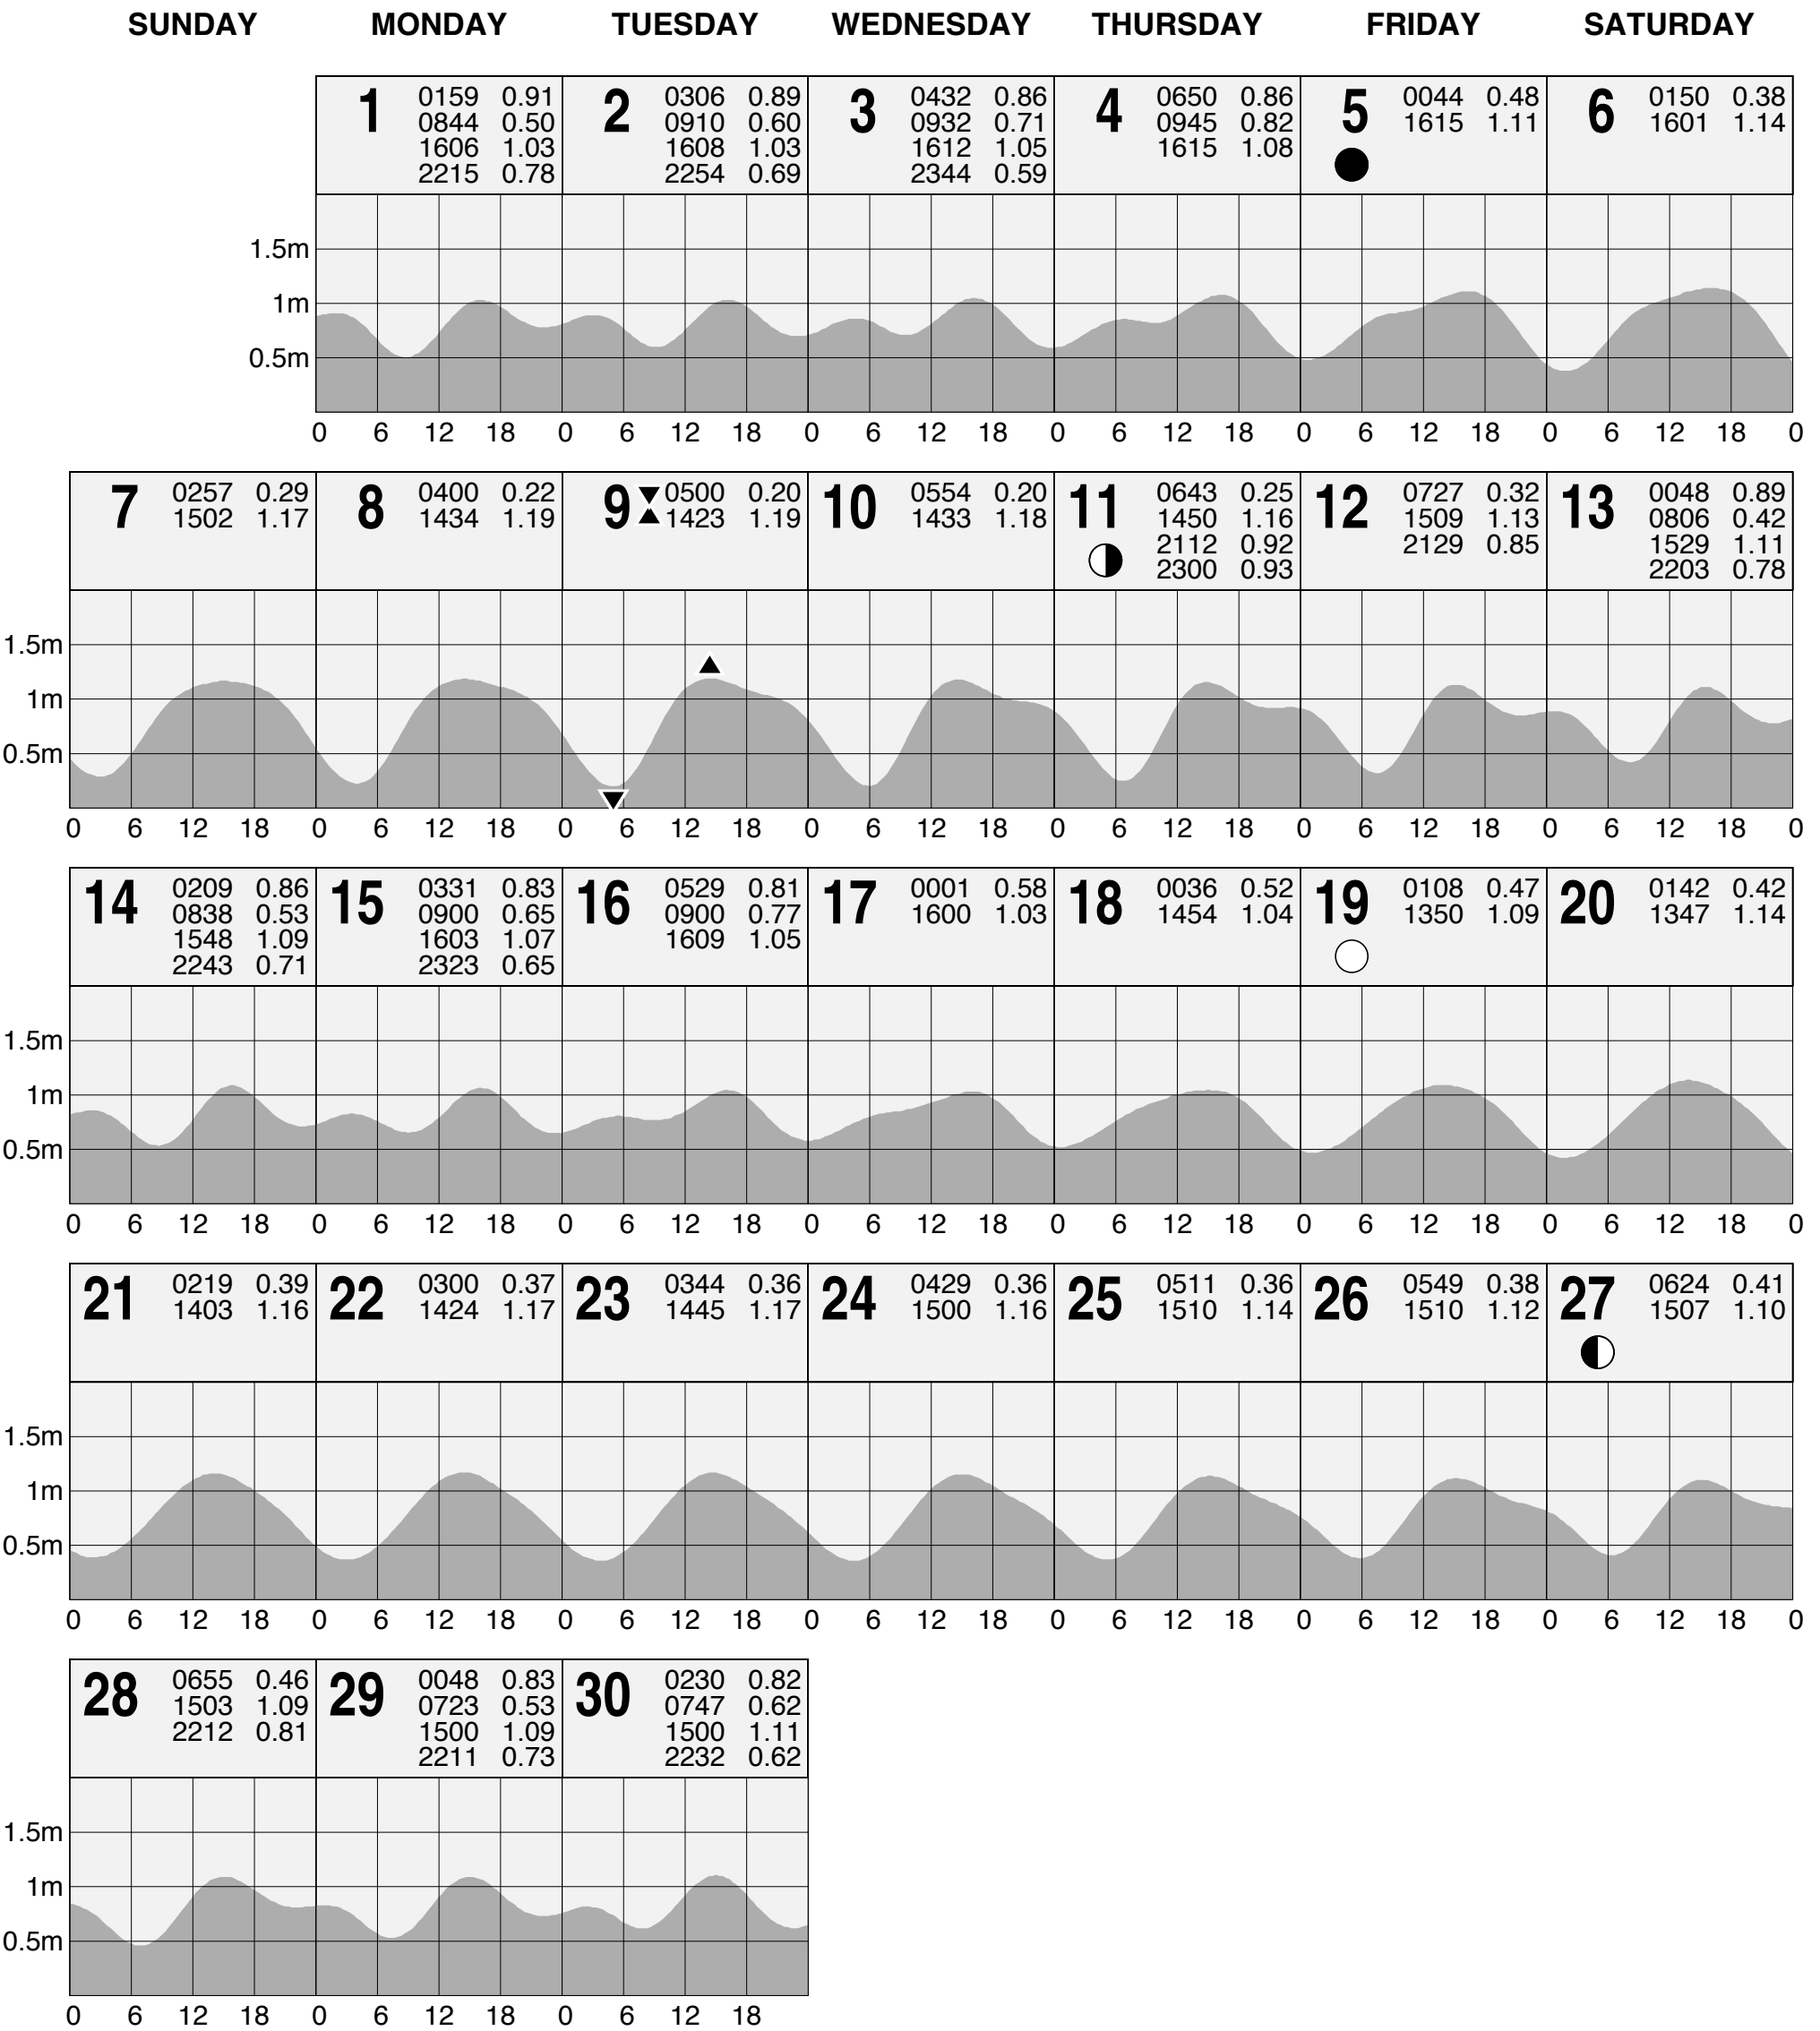 SUNDAY MONDAY TUESDAY WEDNESDAY THURSDAY FRIDAY SATURDAY
1 0159 0.91
0844 0.50
1606 1.03
2215 0.78
2 0306 0.89
0910 0.60
1608 1.03
2254 0.69
3 0432 0.86
0932 0.71
1612 1.05
2344 0.59
4 0650 0.86
0945 0.82
1615 1.08
5 0044 0.48
1615 1.11
6 0150 0.38
1601 1.14
1.5m
1m
0.5m
0 6 12 18 0 6 12 18 0 6 12 18 0 6 12 18 0 6 12 18 0 6 12 18 0
7 0257 0.29
1502 1.17
8 0400 0.22
1434 1.19
9 0500 0.20
1423 1.19
10 0554 0.20
1433 1.18
11 0643 0.25
1450 1.16
2112 0.92
2300 0.93
12 0727 0.32
1509 1.13
2129 0.85
13 0048 0.89
0806 0.42
1529 1.11
2203 0.78
1.5m
1m
0.5m
0 6 12 18 0 6 12 18 0 6 12 18 0 6 12 18 0 6 12 18 0 6 12 18 0 6 12 18 0
14 0209 0.86
0838 0.53
1548 1.09
2243 0.71
15 0331 0.83
0900 0.65
1603 1.07
2323 0.65
16 0529 0.81
0900 0.77
1609 1.05
17 0001 0.58
1600 1.03
18 0036 0.52
1454 1.04
19 0108 0.47
1350 1.09
20 0142 0.42
1347 1.14
1.5m
1m
0.5m
0 6 12 18 0 6 12 18 0 6 12 18 0 6 12 18 0 6 12 18 0 6 12 18 0 6 12 18 0
21 0219 0.39
1403 1.16
22 0300 0.37
1424 1.17
23 0344 0.36
1445 1.17
24 0429 0.36
1500 1.16
25 0511 0.36
1510 1.14
26 0549 0.38
1510 1.12
27 0624 0.41
1507 1.10
1.5m
1m
0.5m
0 6 12 18 0 6 12 18 0 6 12 18 0 6 12 18 0 6 12 18 0 6 12 18 0 6 12 18 0
28 0655 0.46
1503 1.09
2212 0.81
29 0048 0.83
0723 0.53
1500 1.09
2211 0.73
30 0230 0.82
0747 0.62
1500 1.11
2232 0.62
1.5m
1m
0.5m
0 6 12 18 0 6 12 18 0 6 12 18